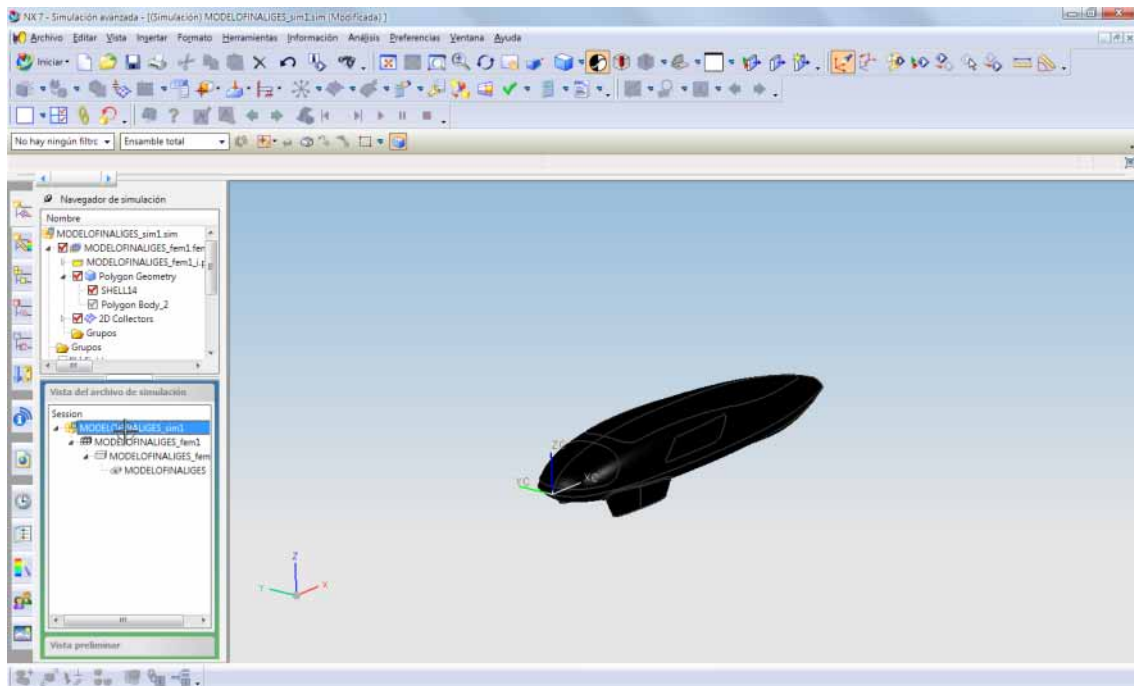 NX 7 - Simulación avanzada - [(Simulación) MODELOFINALIGES_sim1.sim (Modificada) ]
Archivo Editar Vista Insertar Formato Herramientas Información Análisis Preferencias Ventana Ayuda
Iniciar
No hay ningún filtro Ensamble total
Navegador de simulación
Nombre
MODELOFINALIGES_sim1.sim
MODELOFINALIGES_fem1.fem
MODELOFINALIGES_fem1_i.p
Polygon Geometry
SHELL14
Polygon Body_2
2D Collectors
Grupos
Grupos
Vista del archivo de simulación
Session
MODELOFINALIGES_sim1
MODELOFINALIGES_fem1
MODELOFINALIGES_fem
MODELOFINALIGES
Vista preliminar
ZC
YC XC
Z
Y X